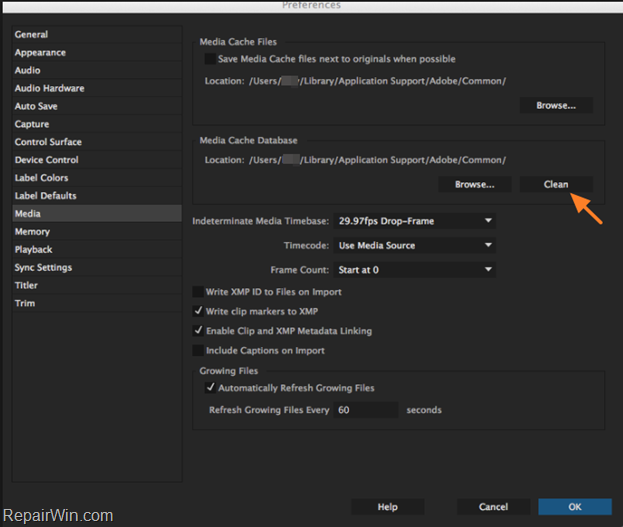 Preferences
General
Appearance
Audio
Audio Hardware
Auto Save
Capture
Control Surface
Device Control
Label Colors
Label Defaults
Media
Memory
Playback
Sync Settings
Titler
Trim
Media Cache Files
Save Media Cache files next to originals when possible
Location: /Users/ /Library/Application Support/Adobe/Common/
Browse...
Media Cache Database
Location: /Users/ /Library/Application Support/Adobe/Common/
Browse... Clean
Indeterminate Media Timebase: 29.97fps Drop-Frame
Timecode: Use Media Source
Frame Count: Start at 0
Write XMP ID to Files on Import
Write clip markers to XMP
Enable Clip and XMP Metadata Linking
Include Captions on Import
Growing Files
Automatically Refresh Growing Files
Refresh Growing Files Every 60 seconds
Help Cancel OK
RepairWin.com